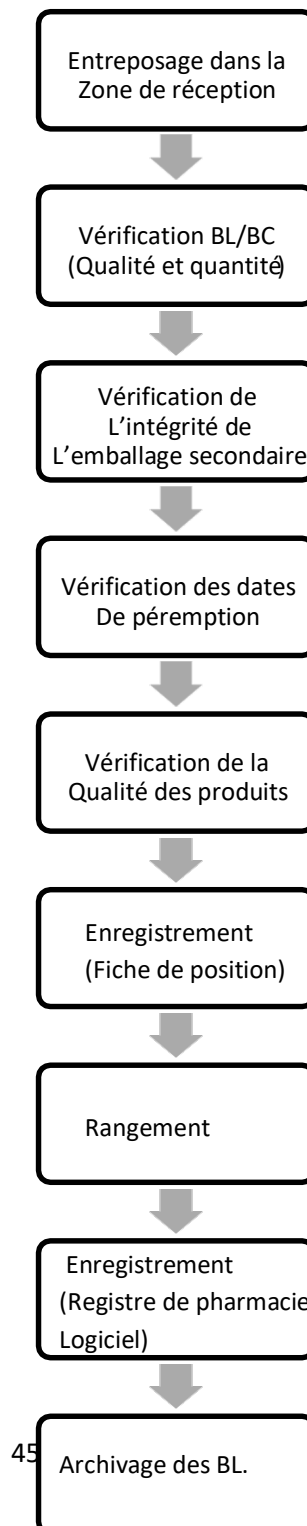 Entreposage dans la
Zone de réception
Vérification BL/BC
(Qualité et quantité)
Vérification de
L'intégrité de
L'emballage secondaire
Vérification des dates
De péremption
Vérification de la
Qualité des produits
Enregistrement
(Fiche de position)
Rangement
Enregistrement
(Registre de pharmacie
Logiciel)
45
Archivage des BL.